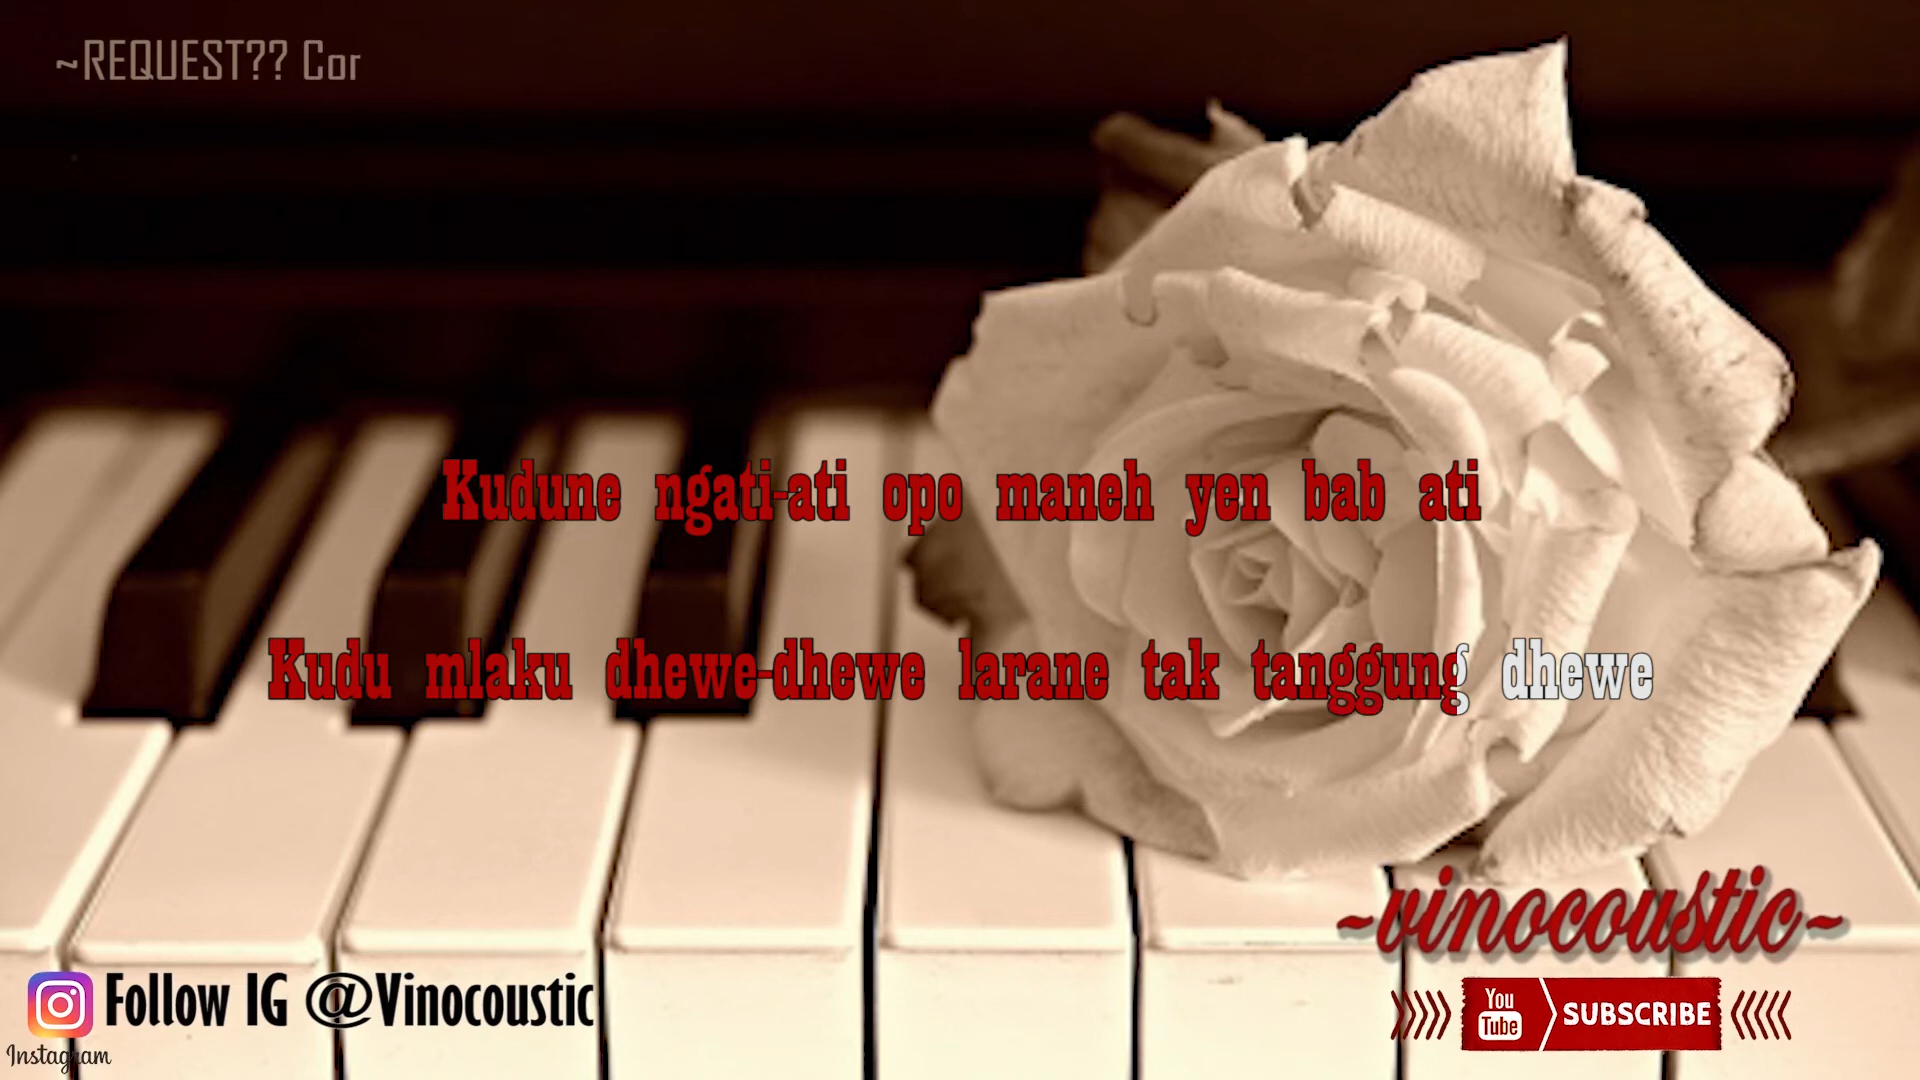 ~REQUEST?? Cor
Kudune ngati-ati opo maneh yen bab ati
Kudu mlaku dhewe-dhewe larane tak tanggung dhewe
~vinocoustic~
Follow IG @Vinocoustic
You
Tube
SUBSCRIBE
Instagram